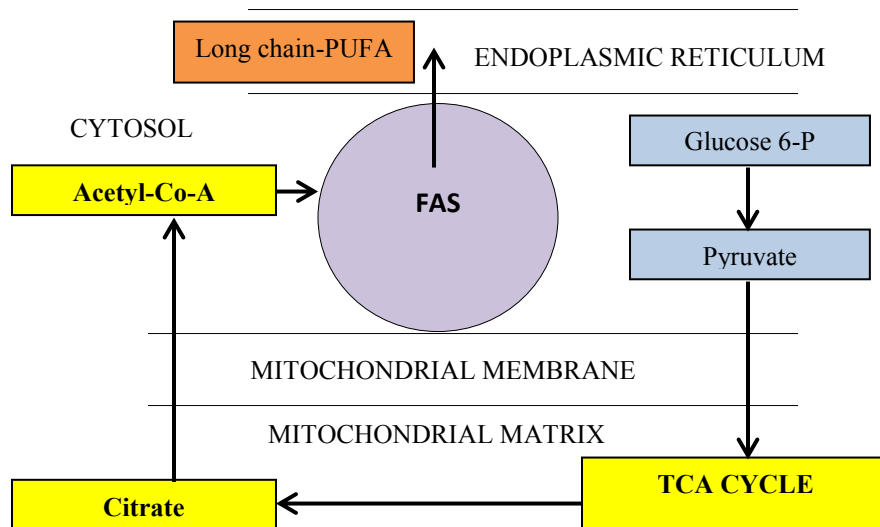 Long chain-PUFA
ENDOPLASMIC RETICULUM
CYTOSOL
Glucose 6-P
Acetyl-Co-A
FAS
Pyruvate
MITOCHONDRIAL MEMBRANE
MITOCHONDRIAL MATRIX
TCA CYCLE
Citrate